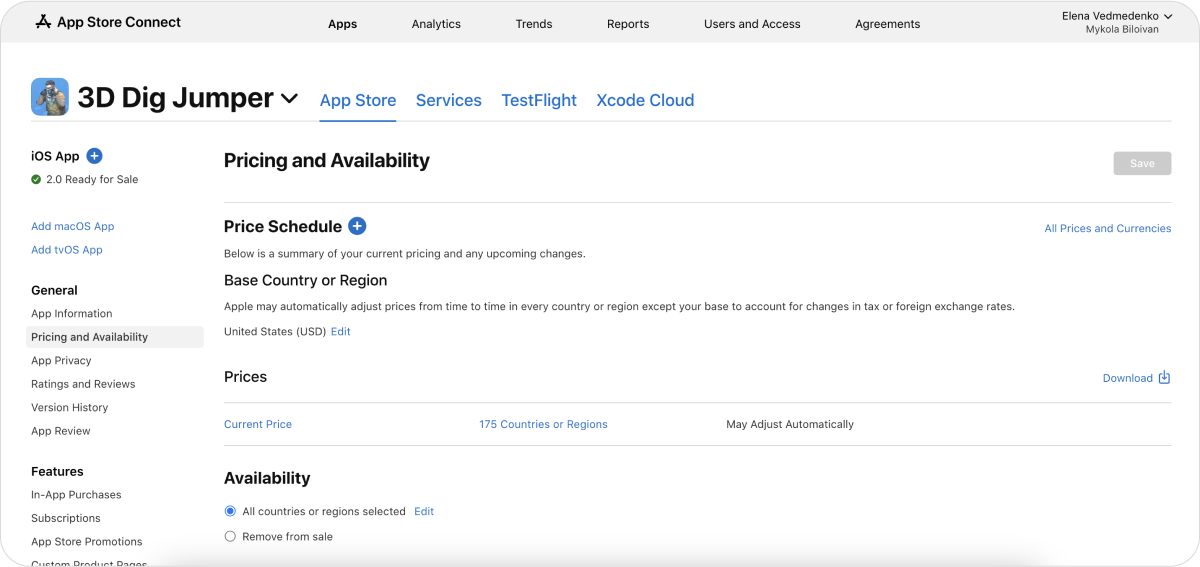 App Store Connect
Apps
Analytics
Trends
Reports
Users and Access
Agreements
Elena Vedmedenko
Mykola Biloivan
3D Dig Jumper
App Store
Services
TestFlight
Xcode Cloud
iOS App
2.0 Ready for Sale
Add macOS App
Add tvOS App
General
App Information
Pricing and Availability
App Privacy
Ratings and Reviews
Version History
App Review
Features
In-App Purchases
Subscriptions
App Store Promotions
Custom Product Pages
Pricing and Availability
Save
Price Schedule
All Prices and Currencies
Below is a summary of your current pricing and any upcoming changes.
Base Country or Region
Apple may automatically adjust prices from time to time in every country or region except your base to account for changes in tax or foreign exchange rates.
United States (USD) Edit
Prices
Download
Current Price
175 Countries or Regions
May Adjust Automatically
Availability
All countries or regions selected Edit
Remove from sale